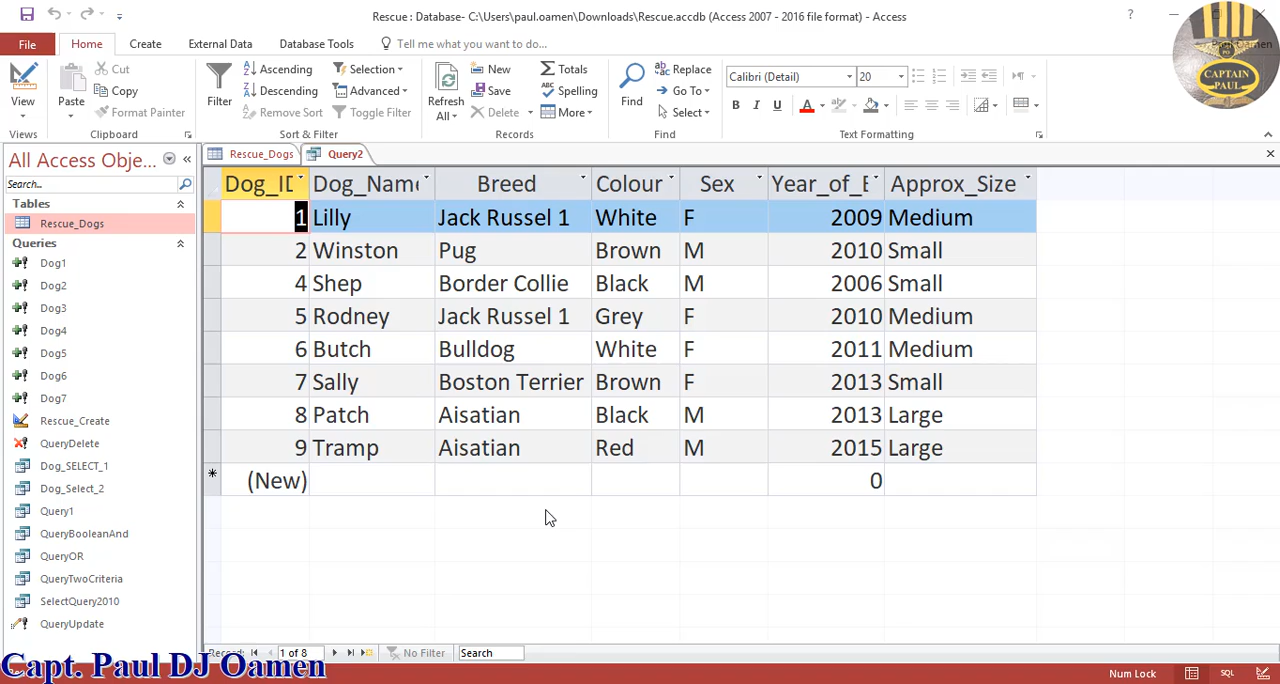 Rescue : Database- C:\Users\paul.oamen\Downloads\Rescue.accdb (Access 2007 - 2016 file format) - Access
?
Paul Oamen
File Home Create External Data Database Tools Tell me what you want to do...
View
Views
Paste
Cut
Copy
Format Painter
Clipboard
Filter
Ascending
Descending
Remove Sort
Selection
Advanced
Toggle Filter
Sort & Filter
Refresh All
New
Save
Delete
Totals
Spelling
More
Records
Find
Replace
Go To
Select
Find
Calibri (Detail) 20
B I U A
Text Formatting
CAPTAIN
PAUL
All Access Obje...
Search...
Tables
Rescue_Dogs
Queries
Dog1
Dog2
Dog3
Dog4
Dog5
Dog6
Dog7
Rescue_Create
QueryDelete
Dog_SELECT_1
Dog_Select_2
Query1
QueryBooleanAnd
QueryOR
QueryTwoCriteria
SelectQuery2010
QueryUpdate
Rescue_Dogs Query2
Dog_ID Dog_Name Breed Colour Sex Year_of_B Approx_Size
1 Lilly Jack Russel 1 White F 2009 Medium
2 Winston Pug Brown M 2010 Small
4 Shep Border Collie Black M 2006 Small
5 Rodney Jack Russel 1 Grey F 2010 Medium
6 Butch Bulldog White F 2011 Medium
7 Sally Boston Terrier Brown F 2013 Small
8 Patch Aisatian Black M 2013 Large
9 Tramp Aisatian Red M 2015 Large
* (New) 0
Record: 1 of 8 No Filter Search
Capt. Paul DJ Oamen
Num Lock SQL